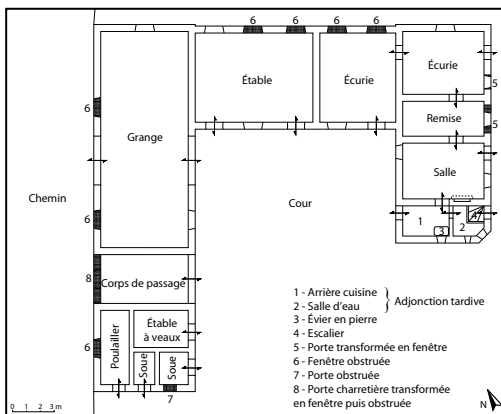 6
6
6
6
Étable
Écurie
Écurie
5
6
Remise
5
Grange
Salle
Chemin
Cour
1
2
4
3
6
8
Corps de passage
Poulailler
Étable
à veaux
6
Soue
Soue
7
1 - Arrière cuisine
2 - Salle d'eau
Adjonction tardive
3 - Évier en pierre
4 - Escalier
5 - Porte transformée en fenêtre
6 - Fenêtre obstruée
7 - Porte obstruée
8 - Porte charretière transformée
en fenêtre puis obstruée
0 1 2 3 m
N